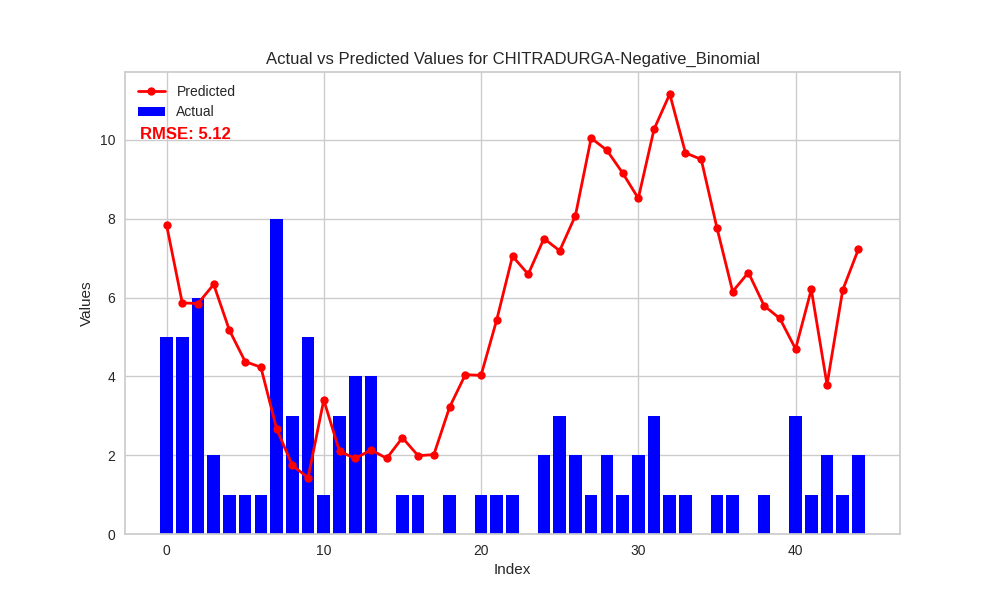 Actual vs Predicted Values for CHITRADURGA-Negative_Binomial
Predicted
Actual
RMSE: 5.12
10
8
6
4
2
0
Values
0 10 20 30 40
Index